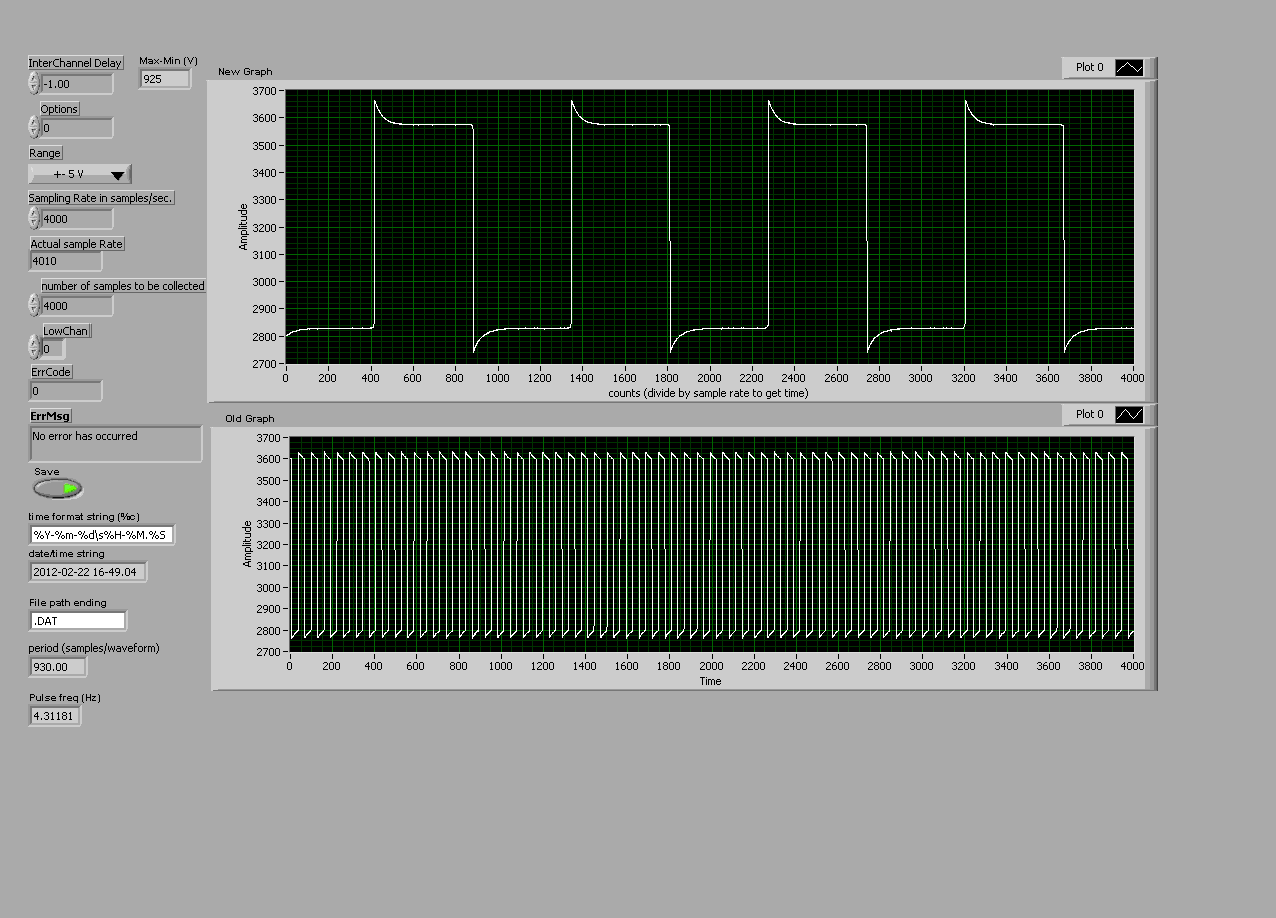 InterChannel Delay
-1.00
Max-Min (V)
925
Options
0
Range
+- 5 V
Sampling Rate in samples/sec.
4000
Actual sample Rate
4010
number of samples to be collected
4000
LowChan
0
ErrCode
0
ErrMsg
No error has occurred
Save
time format string (%c)
%Y-%m-%d\s%H-%M.%S
date/time string
2012-02-22 16-49.04
File path ending
.DAT
period (samples/waveform)
930.00
Pulse freq (Hz)
4.31181
New Graph
Plot 0
Amplitude
3700
3600
3500
3400
3300
3200
3100
3000
2900
2800
2700
0 200 400 600 800 1000 1200 1400 1600 1800 2000 2200 2400 2600 2800 3000 3200 3400 3600 3800 4000
counts (divide by sample rate to get time)
Old Graph
Plot 0
Amplitude
3700
3600
3500
3400
3300
3200
3100
3000
2900
2800
2700
0 200 400 600 800 1000 1200 1400 1600 1800 2000 2200 2400 2600 2800 3000 3200 3400 3600 3800 4000
Time